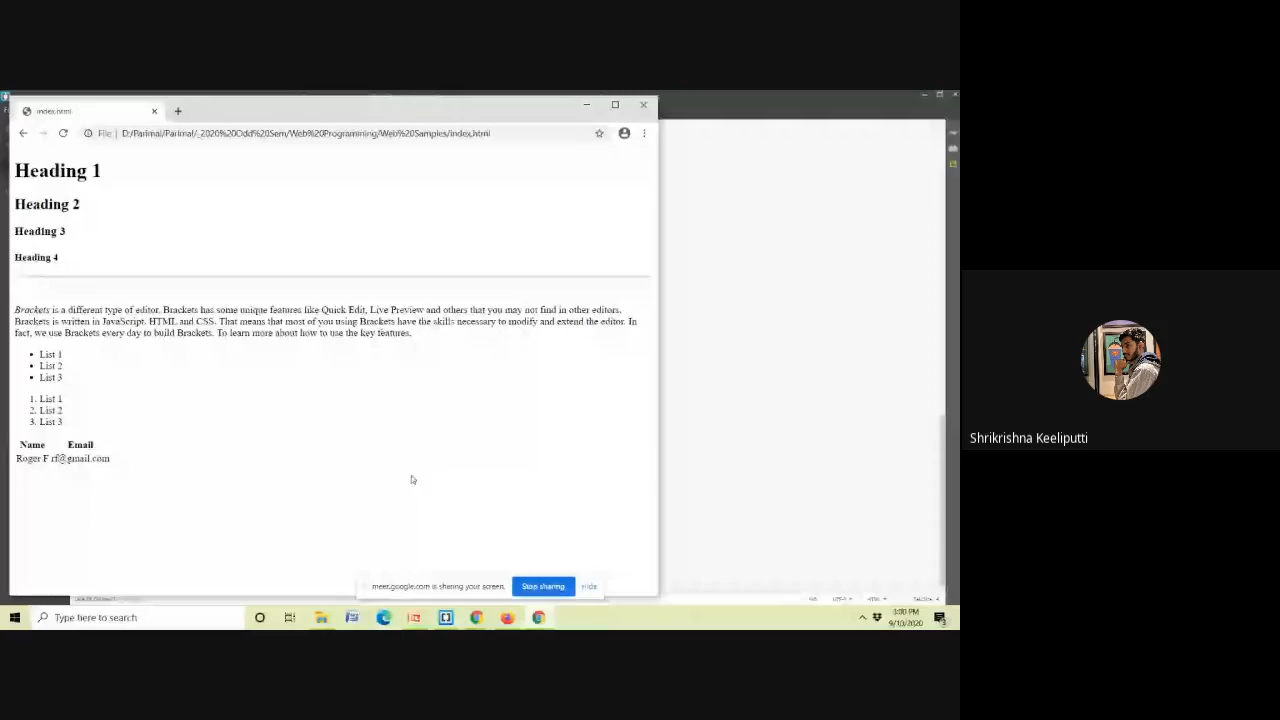 index.html
File | D:/Parimal/Parimal/_2020%20Odd%20Sem/Web%20Programming/Web%20Samples/index.html
Heading 1
Heading 2
Heading 3
Heading 4
Brackets is a different type of editor. Brackets has some unique features like Quick Edit, Live Preview and others that you may not find in other editors.
Brackets is written in JavaScript. HTML and CSS. That means that most of you using Brackets have the skills necessary to modify and extend the editor. In
fact, we use Brackets every day to build Brackets. To learn more about how to use the key features.
• List 1
• List 2
• List 3
1. List 1
2. List 2
3. List 3
Name Email
Roger F rf@gmail.com
meet.google.com is sharing your screen. Stop sharing Hide
Shrikrishna Keeliputti
Type here to search
9/10/2020